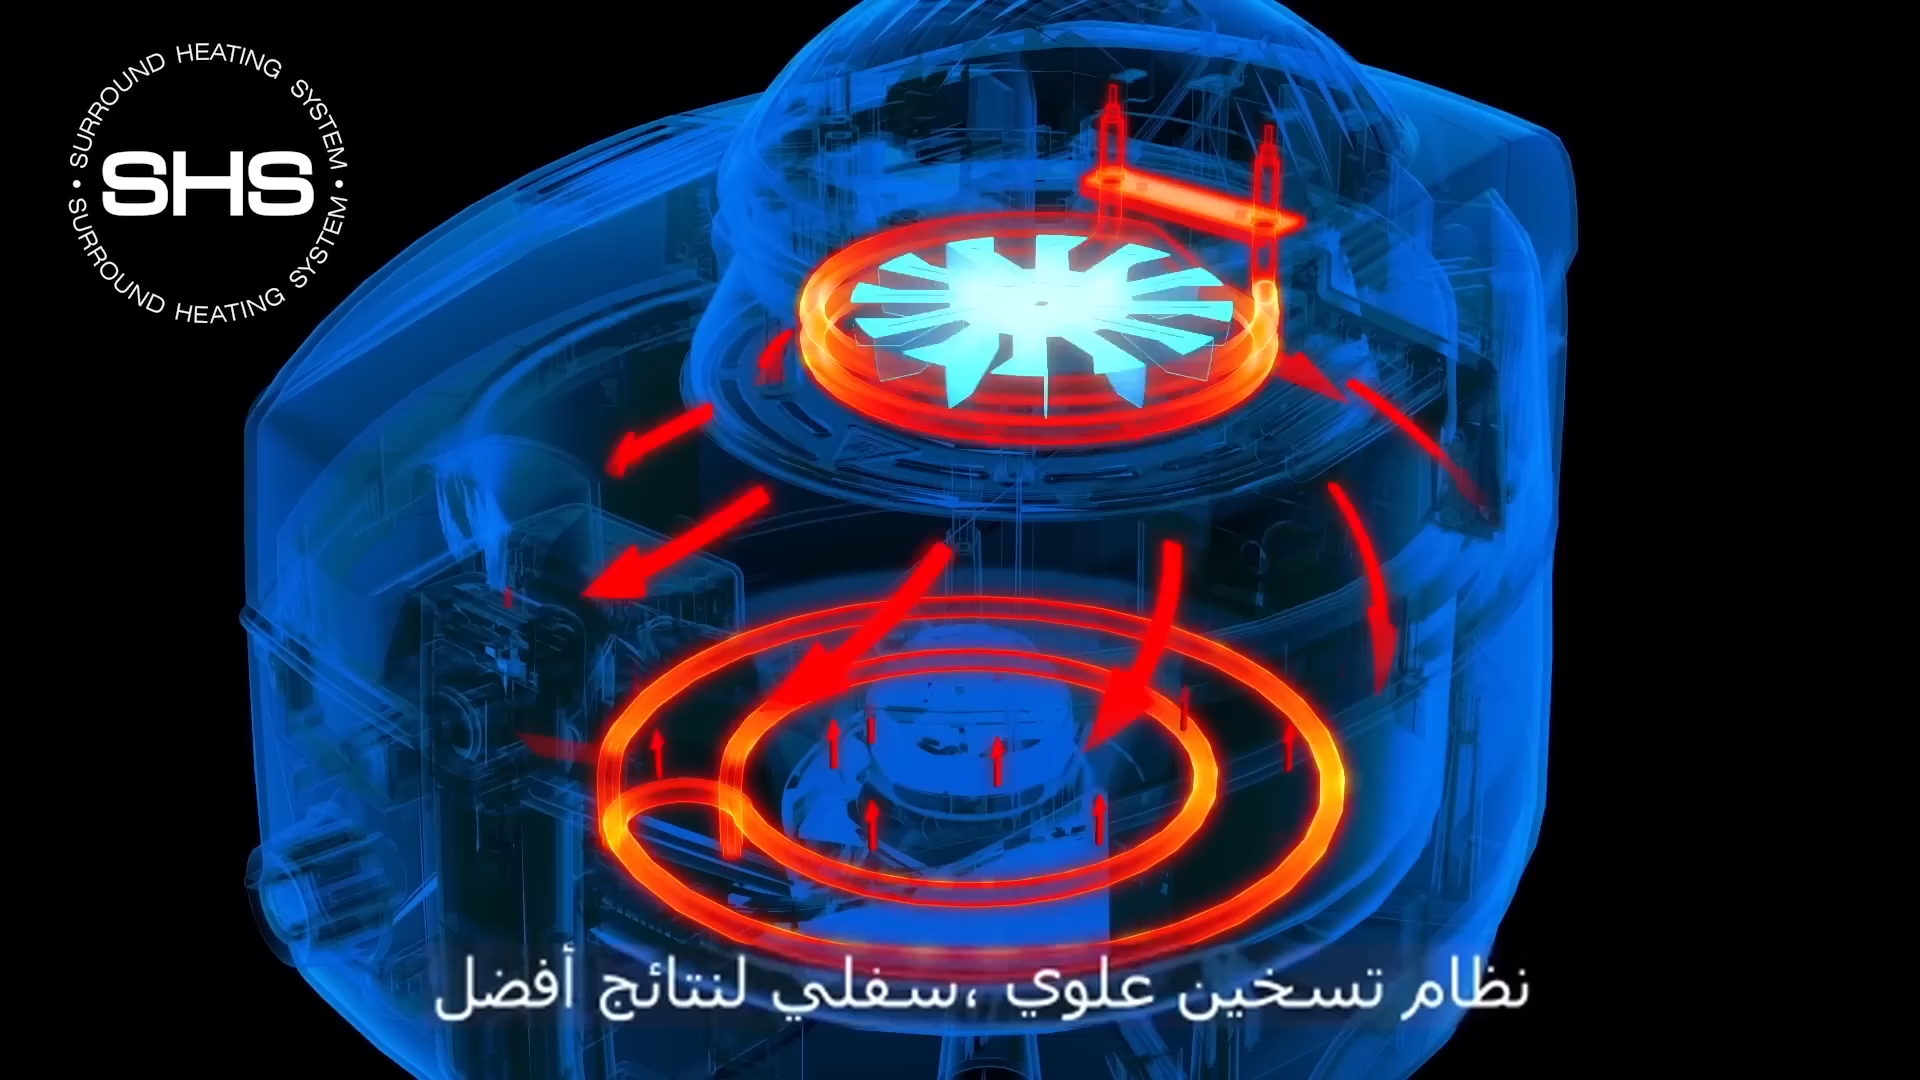 • SURROUND HEATING SYSTEM • SURROUND HEATING SYSTEM
SHS
نظام تسخين علوي ،سفلي لنتائج أفضل